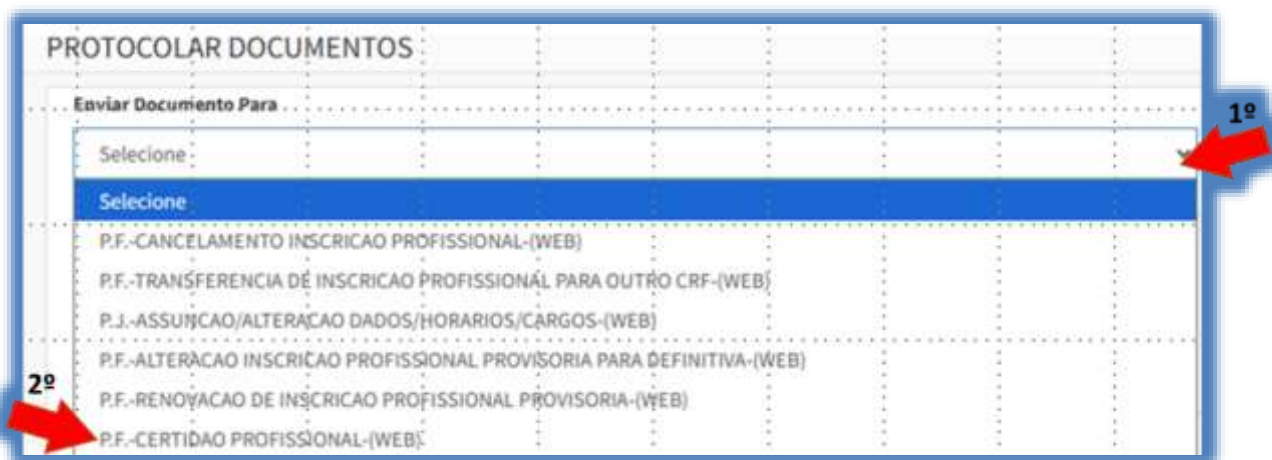 PROTOCOLAR DOCUMENTOS
Enviar Documento Para
1º
Selecione
Selecione
P.F.-CANCELAMENTO INSCRICAO PROFISSIONAL-(WEB)
P.F.-TRANSFERENCIA DE INSCRICAO PROFISSIONAL PARA OUTRO CRF-(WEB)
P.J.-ASSUNCAO/ALTERACAO DADOS/HORARIOS/CARGOS-(WEB)
P.F.-ALTERACAO INSCRICAO PROFISSIONAL PROVISORIA PARA DEFINITIVA-(WEB)
2º
P.F.-RENOVACAO DE INSCRICAO PROFISSIONAL PROVISORIA-(WEB)
P.F.-CERTIDAO PROFISSIONAL-(WEB)